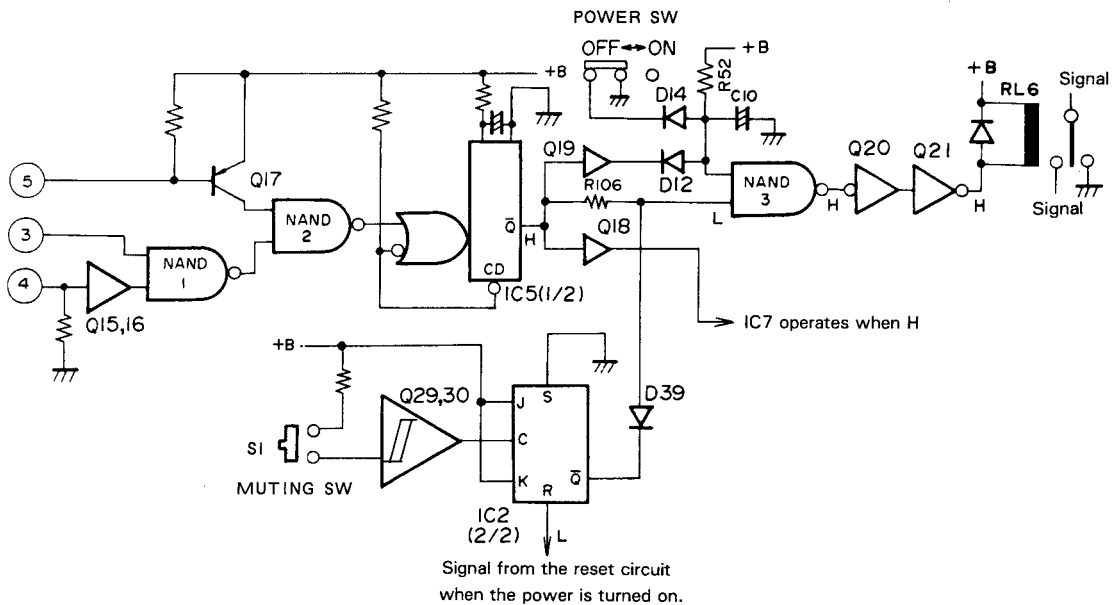 POWER SW
OFF↔ON
+B
R52
+B
D14
C10
+B
RL6
Signal
5
Q17
Q19
D12
Q20
Q21
NAND
2
R106
NAND
3
H
H
Signal
3
Q̄
H
L
Q18
4
NAND
1
CD
IC5(1/2)
Q15,16
IC7 operates when H
+B
Q29,30
S
D39
J
S1
C
MUTING SW
K
R
Q̄
IC2
(2/2)
L
Signal from the reset circuit
when the power is turned on.